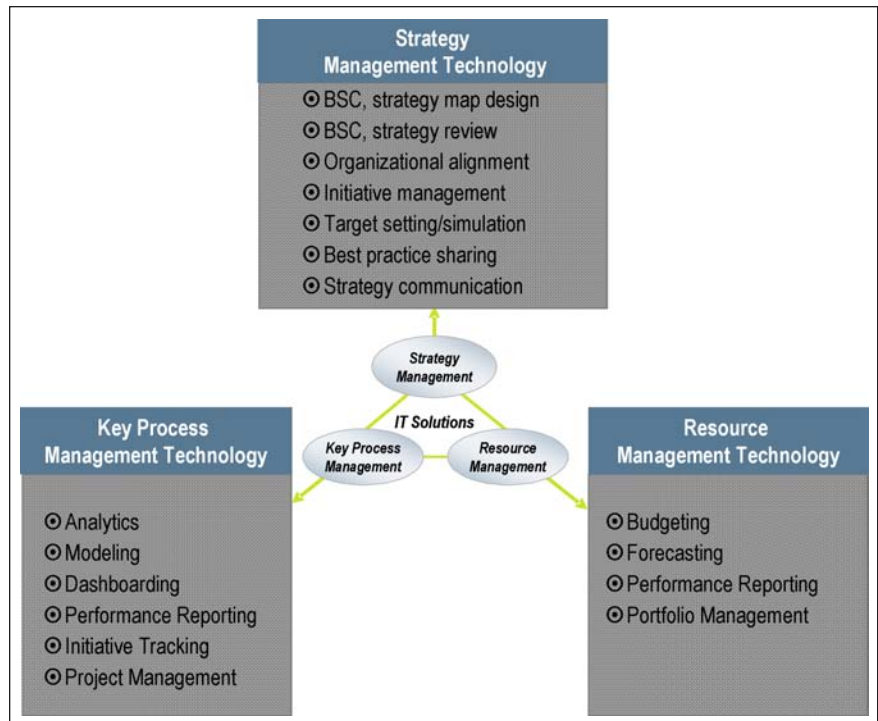 Strategy
Management Technology
BSC, strategy map design
BSC, strategy review
Organizational alignment
Initiative management
Target setting/simulation
Best practice sharing
Strategy communication
Strategy
Management
IT Solutions
Key Process
Management
Resource
Management
Key Process
Management Technology
Analytics
Modeling
Dashboarding
Performance Reporting
Initiative Tracking
Project Management
Resource
Management Technology
Budgeting
Forecasting
Performance Reporting
Portfolio Management